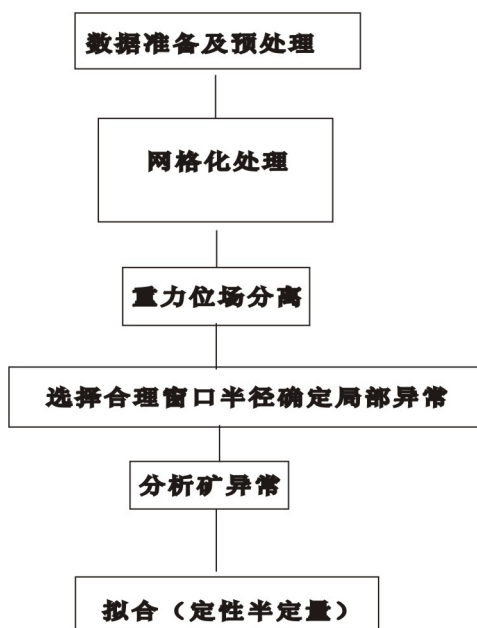 数据准备及预处理
网格化处理
重力位场分离
选择合理窗口半径确定局部异常
分析矿异常
拟合（定性半定量）